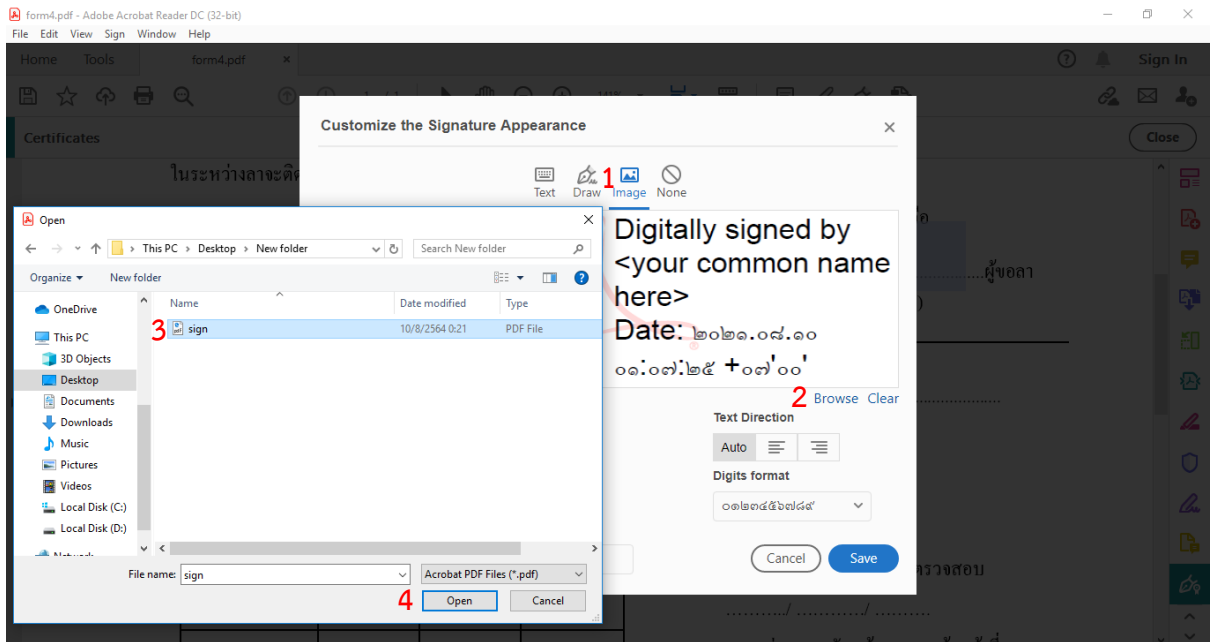 form4.pdf - Adobe Acrobat Reader DC (32-bit)
File Edit View Sign Window Help
Home Tools form4.pdf × Sign In
Certificates Close
ในระหว่างลาจะติด
Customize the Signature Appearance
1
Text Draw Image None
Digitally signed by
<your common name
here>
Date: ๒๐๒๑.๐๘.๑๐
๐๑:๐๗:๒๕ +๐๗'๐๐'
ผู้ขอลา
2 Browse Clear
Text Direction
Auto
Digits format
๐๑๒๓๔๕๖๗๘๙
Cancel Save
Open
This PC > Desktop > New folder Search New folder
Organize New folder
Name Date modified Type
3 sign 10/8/2564 0:21 PDF File
OneDrive
This PC
3D Objects
Desktop
Documents
Downloads
Music
Pictures
Videos
Local Disk (C:)
Local Disk (D:)
Network
File name: sign Acrobat PDF Files (*.pdf)
4 Open Cancel
ตรวจสอบ
.........../ ............/ ...........